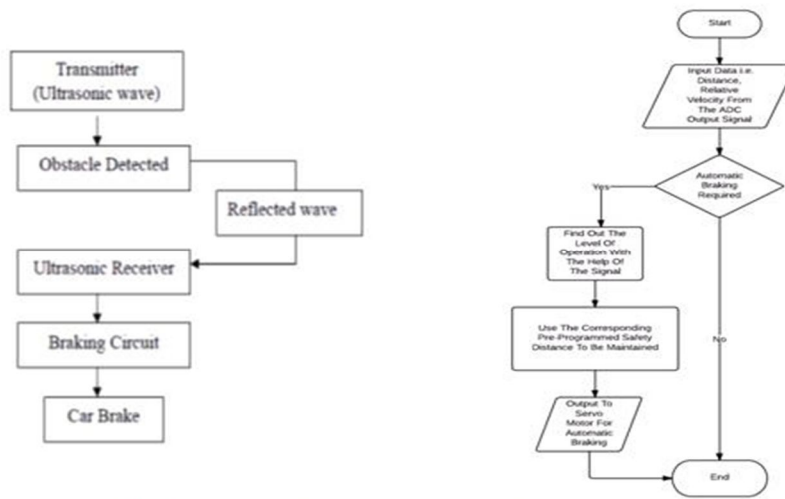 Transmitter
(Ultrasonic wave)
Obstacle Detected
Reflected wave
Ultrasonic Receiver
Braking Circuit
Car Brake
Start
Input Data i.e.
Distance,
Relative
Velocity From
The ADC
Output Signal
Automatic
Braking
Required
Yes
Find Out The
Level Of
Operation With
The Help Of
The Signal
Use The Corresponding
Pre-Programmed Safety
Distance To Be Maintained
No
Output To
Servo
Motor For
Automatic
Braking
End